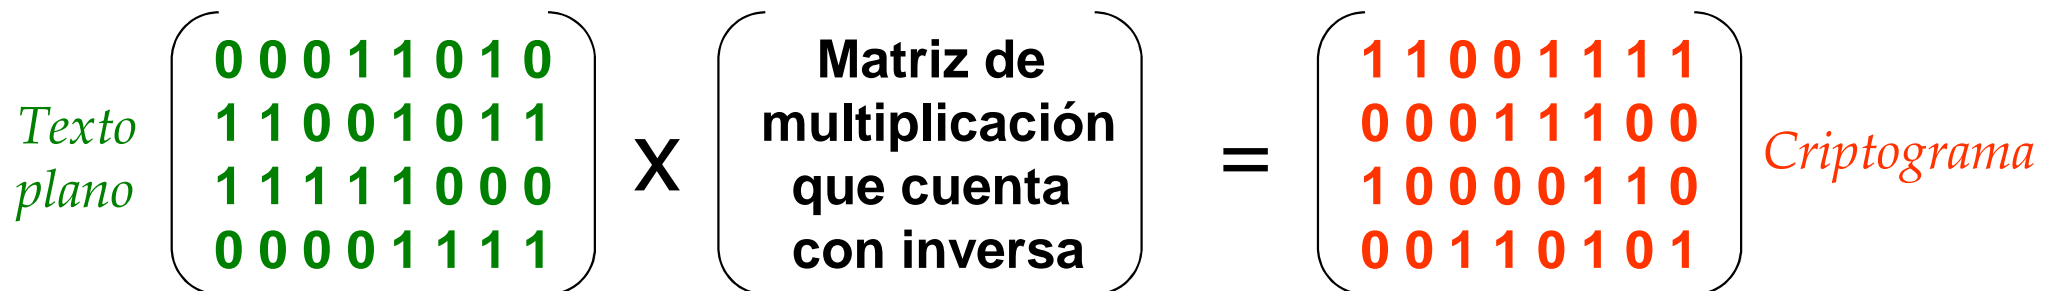 Texto
plano
0 0 0 1 1 0 1 0
1 1 0 0 1 0 1 1
1 1 1 1 1 0 0 0
0 0 0 0 1 1 1 1
x
Matriz de
multiplicación
que cuenta
con inversa
=
1 1 0 0 1 1 1 1
0 0 0 1 1 1 0 0
1 0 0 0 0 1 1 0
0 0 1 1 0 1 0 1
Criptograma